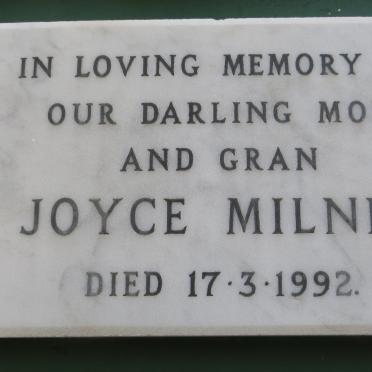 IN LOVING MEMORY
OUR DARLING MO
AND GRAN
JOYCE MILN
DIED 17·3·1992.